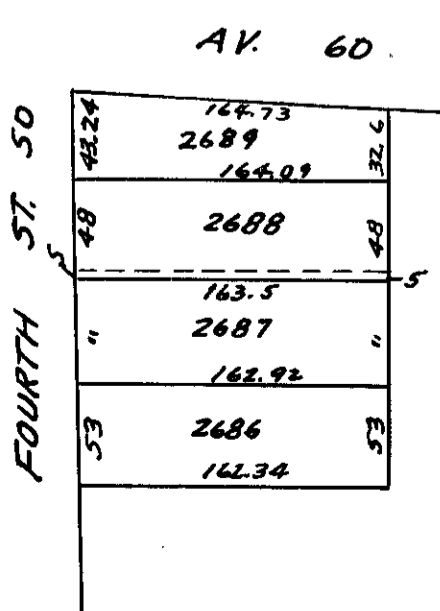 AV. 60
FOURTH ST. 50
164.73
43.24 2689 32.6
164.09
48 2688 48
5 5
163.5
" 2687 "
162.92
53 2686 53
162.34